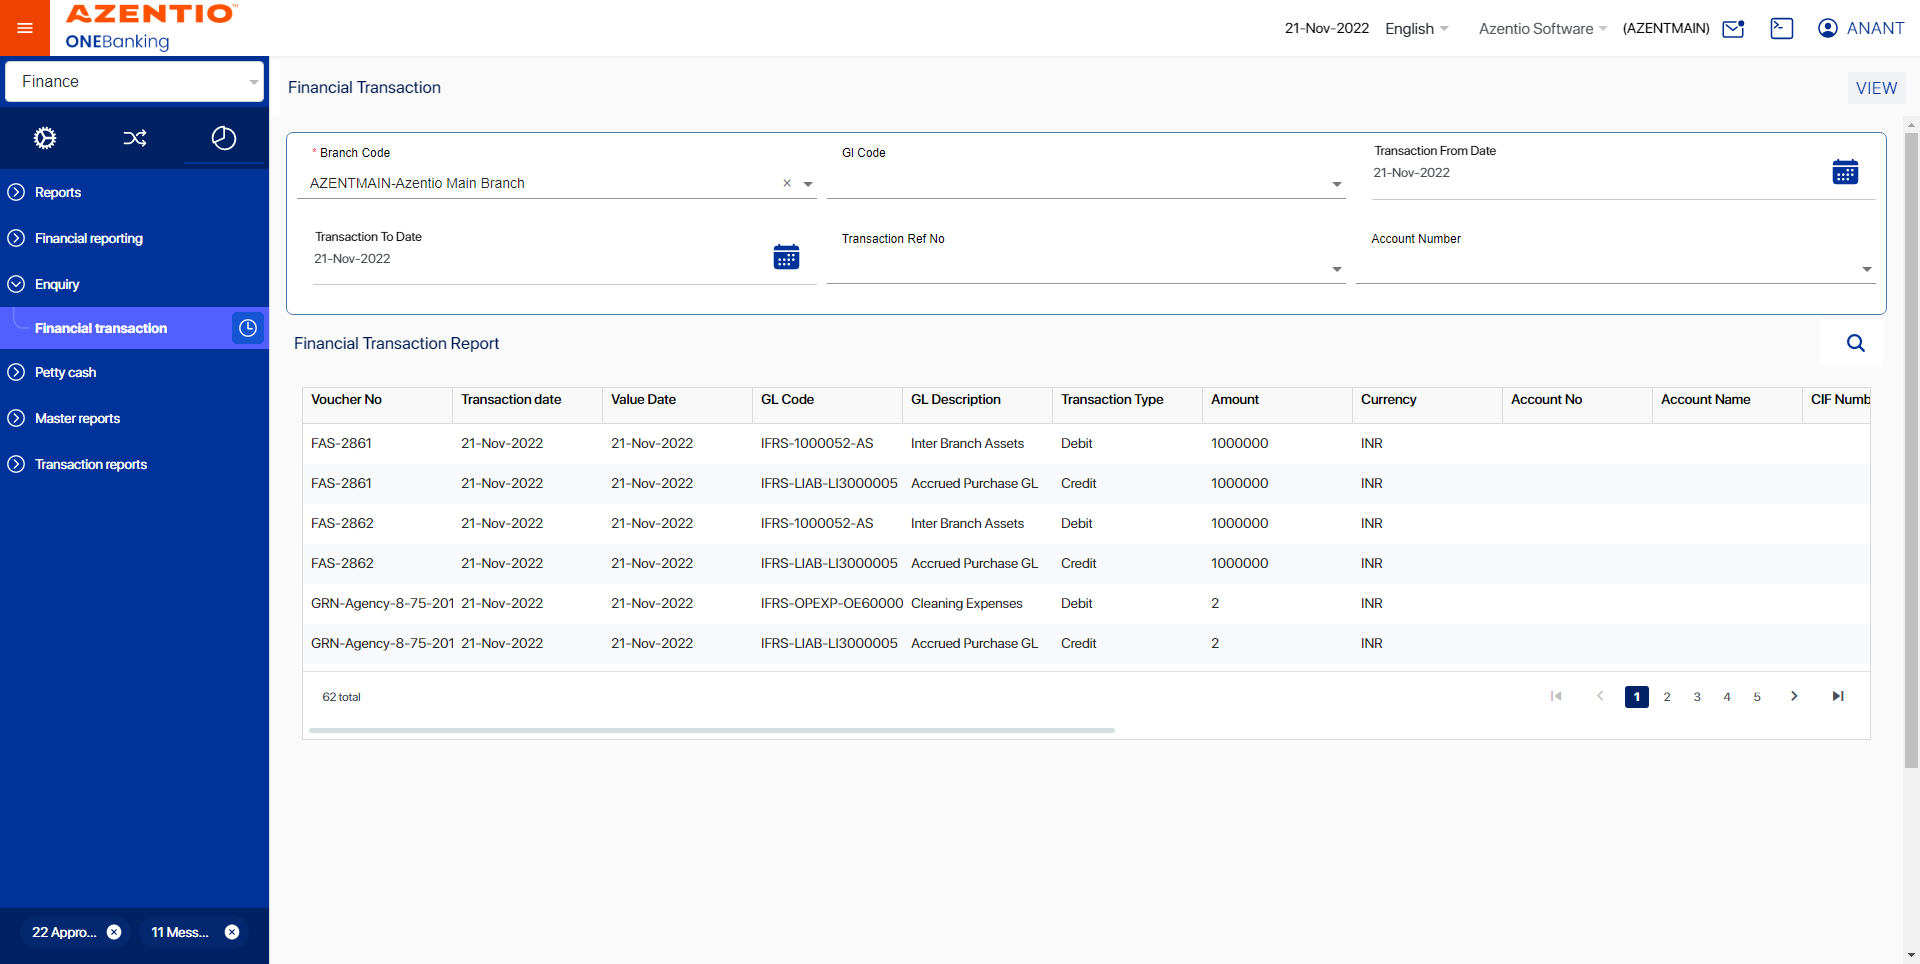 AZENTIO™
ONEBanking
21-Nov-2022 English Azentio Software (AZENTMAIN) ANANT
Finance
Reports
Financial reporting
Enquiry
Financial transaction
Petty cash
Master reports
Transaction reports
22 Appro... 11 Mess...
Financial Transaction VIEW
* Branch Code
AZENTMAIN-Azentio Main Branch
Gl Code
Transaction From Date
21-Nov-2022
Transaction To Date
21-Nov-2022
Transaction Ref No
Account Number
Financial Transaction Report
Voucher No Transaction date Value Date GL Code GL Description Transaction Type Amount Currency Account No Account Name CIF Numb
FAS-2861 21-Nov-2022 21-Nov-2022 IFRS-1000052-AS Inter Branch Assets Debit 1000000 INR
FAS-2861 21-Nov-2022 21-Nov-2022 IFRS-LIAB-LI3000005 Accrued Purchase GL Credit 1000000 INR
FAS-2862 21-Nov-2022 21-Nov-2022 IFRS-1000052-AS Inter Branch Assets Debit 1000000 INR
FAS-2862 21-Nov-2022 21-Nov-2022 IFRS-LIAB-LI3000005 Accrued Purchase GL Credit 1000000 INR
GRN-Agency-8-75-201 21-Nov-2022 21-Nov-2022 IFRS-OPEXP-OE60000 Cleaning Expenses Debit 2 INR
GRN-Agency-8-75-201 21-Nov-2022 21-Nov-2022 IFRS-LIAB-LI3000005 Accrued Purchase GL Credit 2 INR
62 total 1 2 3 4 5